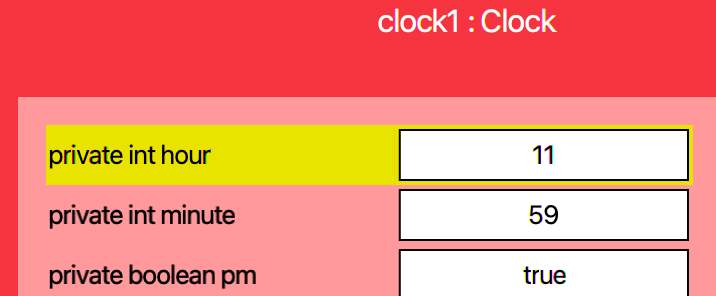 clock1 : Clock
private int hour 11
private int minute 59
private boolean pm true